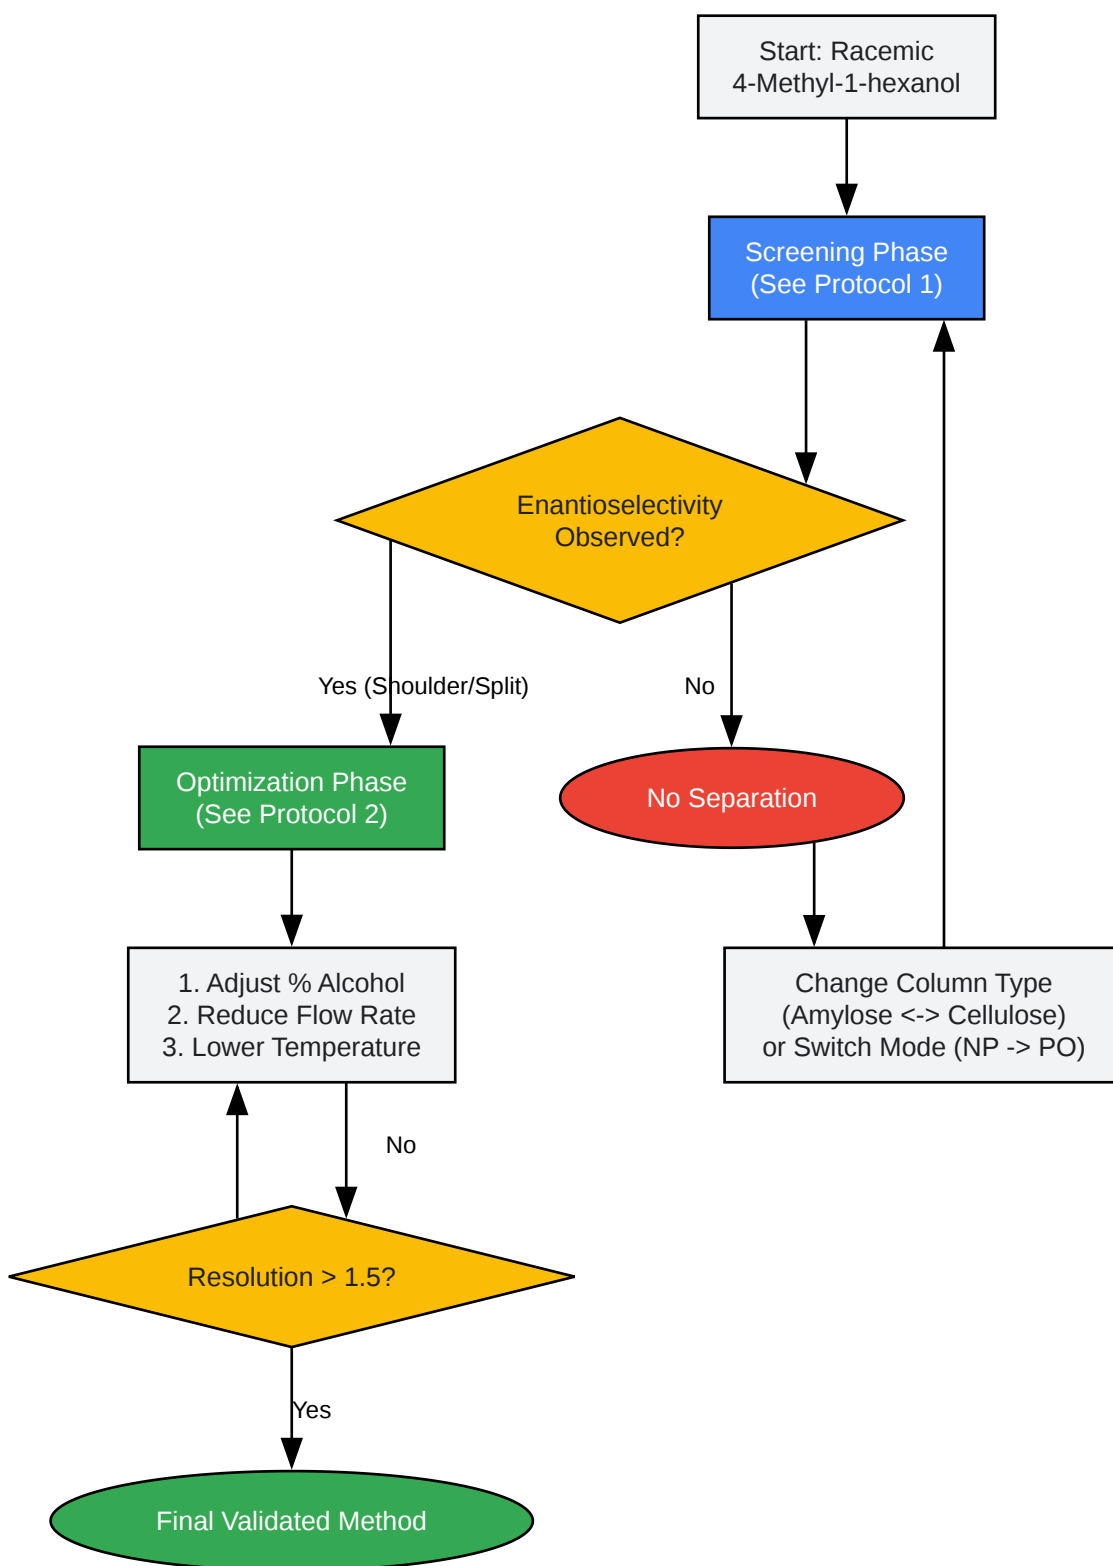 Start: Racemic
4-Methyl-1-hexanol
Screening Phase
(See Protocol 1)
Enantioselectivity
Observed?
Yes (Shoulder/Split)
No
Optimization Phase
(See Protocol 2)
No Separation
1. Adjust % Alcohol
2. Reduce Flow Rate
3. Lower Temperature
Change Column Type
(Amylose <-> Cellulose)
or Switch Mode (NP -> PO)
No
Resolution > 1.5?
Yes
Final Validated Method